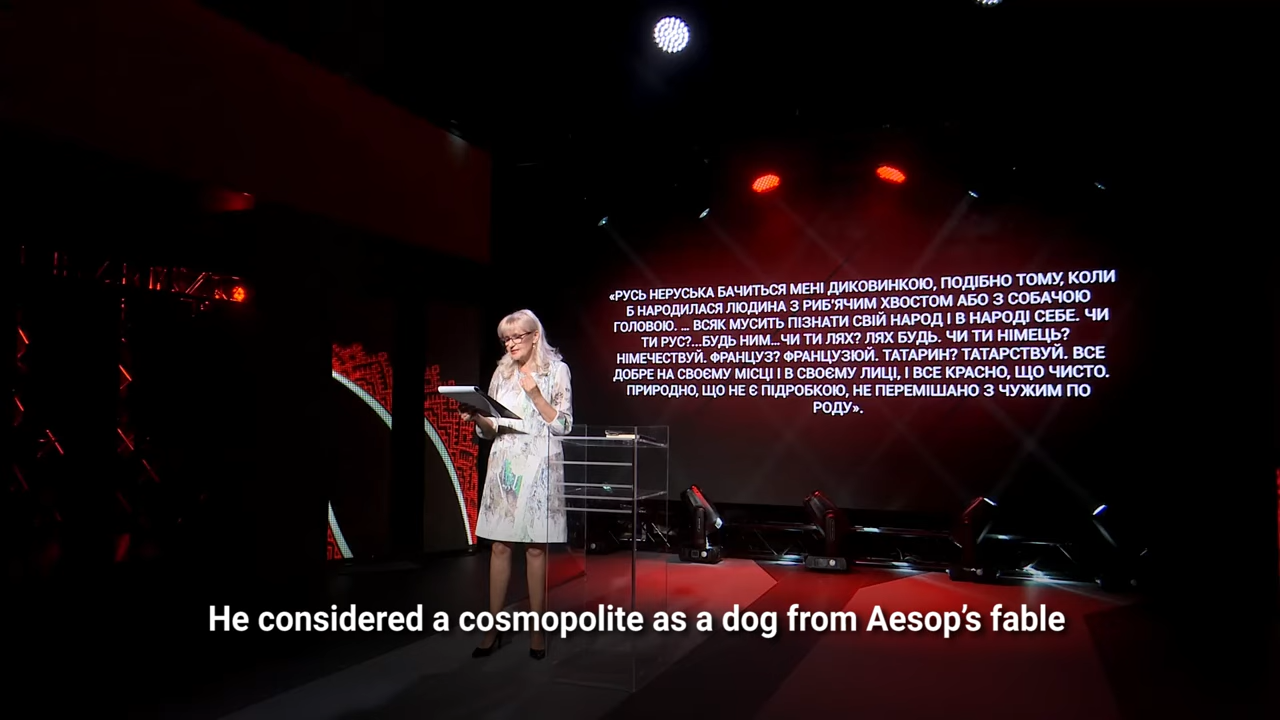 «РУСЬ НЕРУСЬКА БАЧИТЬСЯ МЕНІ ДИКОВИНКОЮ, ПОДІБНО ТОМУ, КОЛИ
Б НАРОДИЛАСЯ ЛЮДИНА З РИБ'ЯЧИМ ХВОСТОМ АБО З СОБАЧОЮ
ГОЛОВОЮ. ... ВСЯК МУСИТЬ ПІЗНАТИ СВІЙ НАРОД І В НАРОДІ СЕБЕ. ЧИ
ТИ РУС?...БУДЬ НИМ...ЧИ ТИ ЛЯХ? ЛЯХ БУДЬ. ЧИ ТИ НІМЕЦЬ?
НІМЕЧЕСТВУЙ. ФРАНЦУЗ? ФРАНЦУЗЮЙ. ТАТАРИН? ТАТАРСТВУЙ. ВСЕ
ДОБРЕ НА СВОЄМУ МІСЦІ І В СВОЄМУ ЛИЦІ, І ВСЕ КРАСНО, ЩО ЧИСТО.
ПРИРОДНО, ЩО НЕ Є ПІДРОБКОЮ, НЕ ПЕРЕМІШАНО З ЧУЖИМ ПО
РОДУ».
He considered a cosmopolite as a dog from Aesop's fable